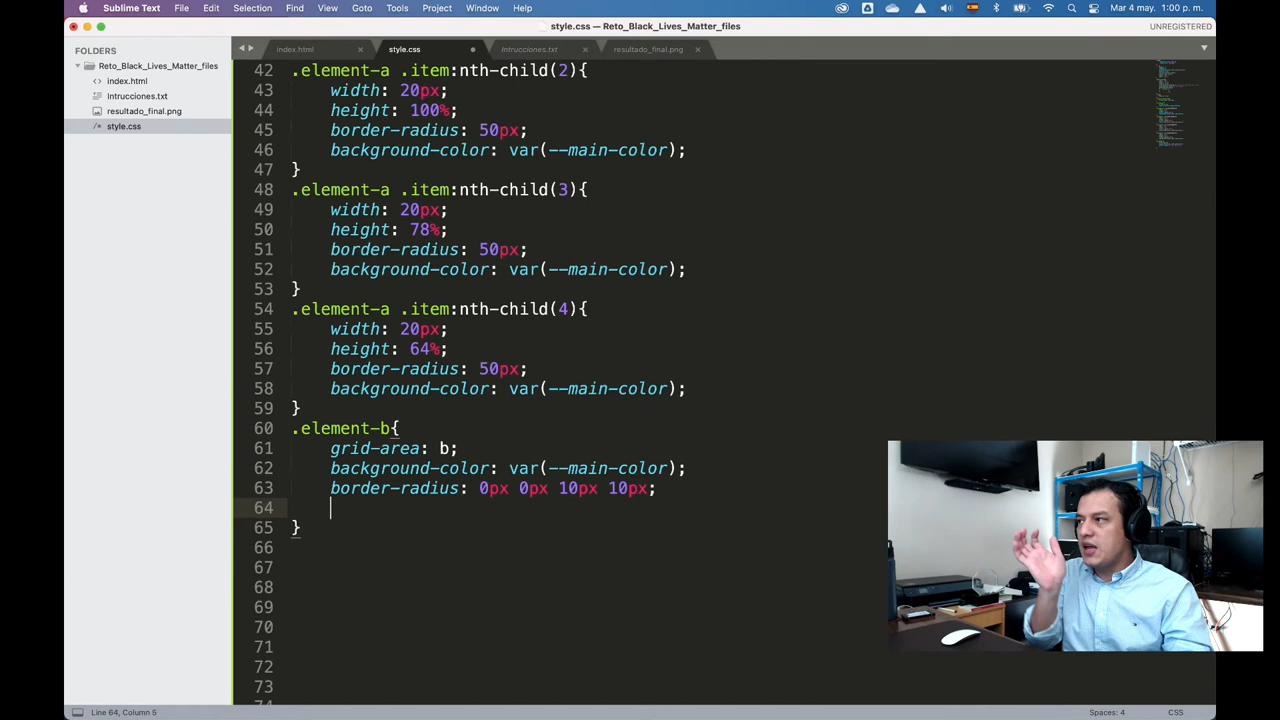 Sublime Text File Edit Selection Find View Goto Tools Project Window Help Mar 4 may. 1:00 p. m.
style.css — Reto_Black_Lives_Matter_files UNREGISTERED
FOLDERS
Reto_Black_Lives_Matter_files
<> index.html
Intrucciones.txt
resultado_final.png
/* style.css
index.html style.css Intrucciones.txt resultado_final.png
42 .element-a .item:nth-child(2){
43 width: 20px;
44 height: 100%;
45 border-radius: 50px;
46 background-color: var(--main-color);
47 }
48 .element-a .item:nth-child(3){
49 width: 20px;
50 height: 78%;
51 border-radius: 50px;
52 background-color: var(--main-color);
53 }
54 .element-a .item:nth-child(4){
55 width: 20px;
56 height: 64%;
57 border-radius: 50px;
58 background-color: var(--main-color);
59 }
60 .element-b{
61 grid-area: b;
62 background-color: var(--main-color);
63 border-radius: 0px 0px 10px 10px;
64
65 }
66
67
68
69
70
71
72
73
Line 64, Column 5 Spaces: 4 CSS